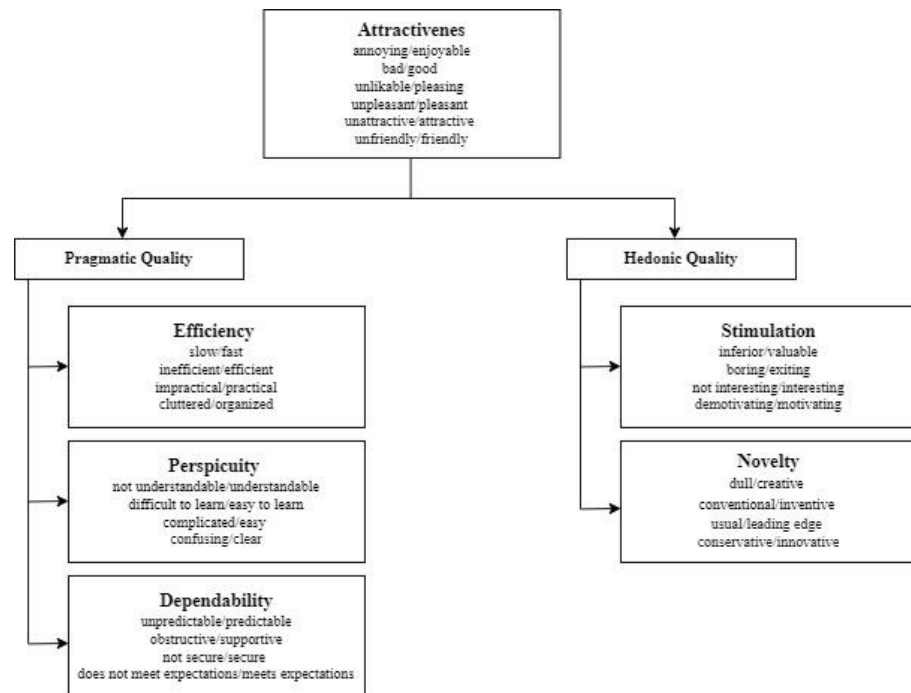 Attractivenes
annoying/enjoyable
bad/good
unlikable/pleasing
unpleasant/pleasant
unattractive/attractive
unfriendly/friendly
Pragmatic Quality
Efficiency
slow/fast
inefficient/efficient
impractical/practical
cluttered/organized
Perspicuity
not understandable/understandable
difficult to learn/easy to learn
complicated/easy
confusing/clear
Dependability
unpredictable/predictable
obstructive/supportive
not secure/secure
does not meet expectations/meets expectations
Hedonic Quality
Stimulation
inferior/valuable
boring/exiting
not interesting/interesting
demotivating/motivating
Novelty
dull/creative
conventional/inventive
usual/leading edge
conservative/innovative